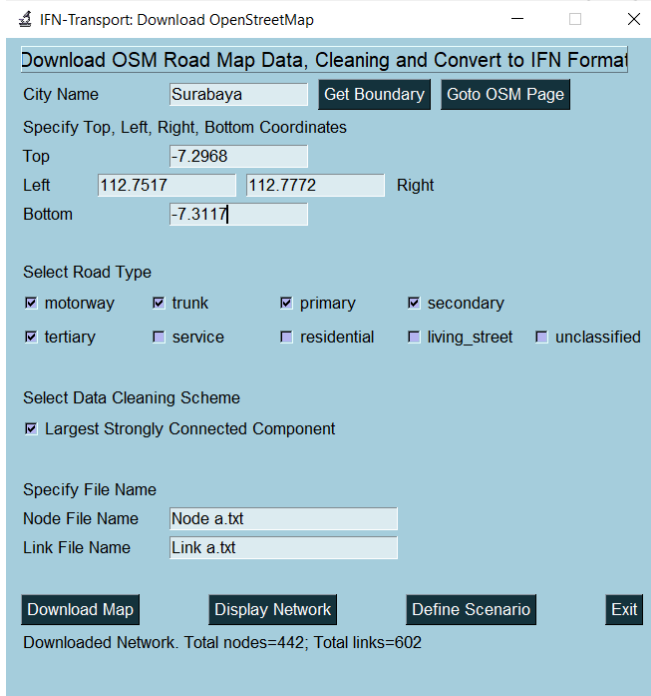 IFN-Transport: Download OpenStreetMap
Download OSM Road Map Data, Cleaning and Convert to IFN Format
City Name Surabaya Get Boundary Goto OSM Page
Specify Top, Left, Right, Bottom Coordinates
Top -7.2968
Left 112.7517 112.7772 Right
Bottom -7.3117
Select Road Type
motorway trunk primary secondary
tertiary service residential living_street unclassified
Select Data Cleaning Scheme
Largest Strongly Connected Component
Specify File Name
Node File Name Node a.txt
Link File Name Link a.txt
Download Map Display Network Define Scenario Exit
Downloaded Network. Total nodes=442; Total links=602